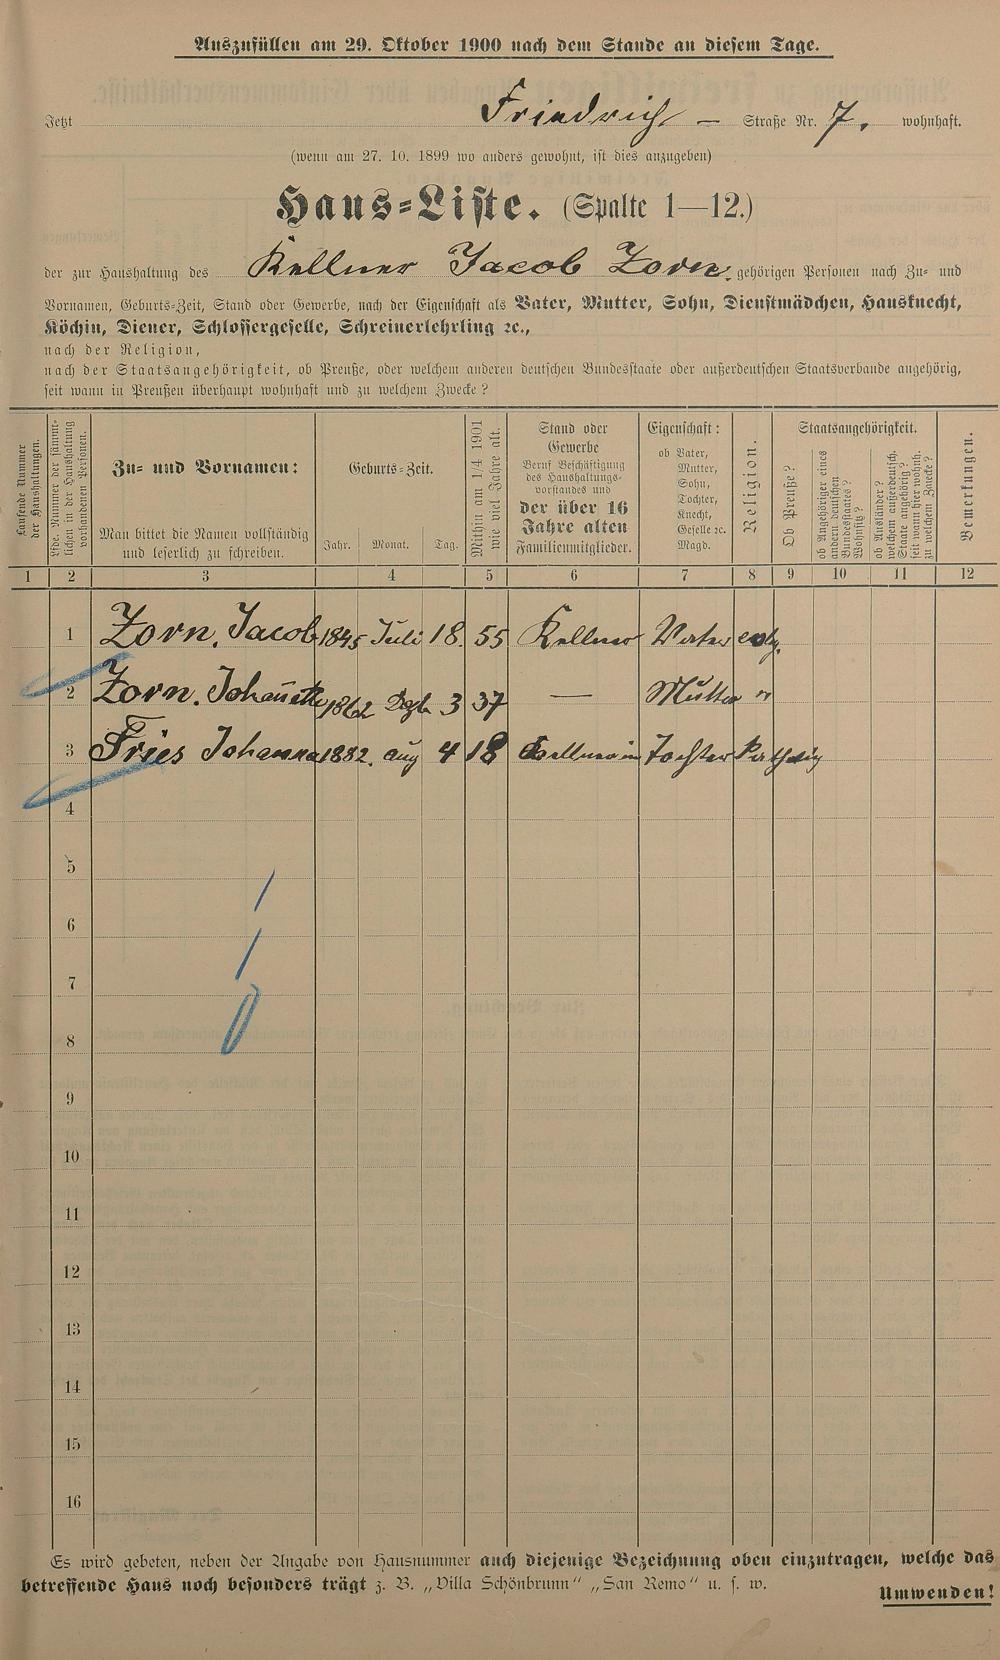 Auszufüllen am 29. Oktober 1900 nach dem Stande an diesem Tage.
Jetzt Friedrich – Straße Nr. 7. wohnhaft.
(wenn am 27. 10. 1899 wo anders gewohnt, ist dies anzugeben)
Haus-Liste. (Spalte 1—12.)
der zur Haushaltung des Kellner Jacob Zorn. gehörigen Personen nach Zu- und
Vornamen, Geburts-Zeit, Stand oder Gewerbe, nach der Eigenschaft als Vater, Mutter, Sohn, Dienstmädchen, Hausknecht,
Köchin, Diener, Schlossergeselle, Schreinerlehrling ꝛc.,
nach der Religion,
nach der Staatsangehörigkeit, ob Preuße, oder welchem anderen deutschen Bundesstaate oder außerdeutschen Staatsverbande angehörig,
seit wann in Preußen überhaupt wohnhaft und zu welchem Zwecke?
Laufende Nummer
der Haushaltungen.
Lfde. Nummer der sämmt-
lichen in der Haushaltung
vorhandenen Personen.
Zu- und Vornamen:
Man bittet die Namen vollständig
und leserlich zu schreiben.
Geburts-Zeit.
Jahr. Monat. Tag.
Mithin am 1/4 1901
wie viel Jahre alt.
Stand oder
Gewerbe
Beruf Beschäftigung
des Haushaltungs-
vorstandes und
der über 16
Jahre alten
Familienmitglieder.
Eigenschaft:
ob Vater,
Mutter,
Sohn,
Tochter,
Knecht,
Geselle ꝛc.
Magd.
Religion.
Staatsangehörigkeit.
Ob Preuße?
ob Angehöriger eines
andern deutschen
Bundesstaates?
Wohnsitz?
ob Ausländer?
welchem außerdeutsch.
Staate angehörig?
seit wann hier wohnh.
zu welchem Zwecke?
Bemerkungen.
1 2 3 4 5 6 7 8 9 10 11 12
1 Zorn, Jacob 1845 Juli 18. 55 Kellner Vater
2 Zorn. Johanette 1862 Dzb. 3 37 — Mutter "
3 Fries Johanna 1882. aug 4 18 Kellnerin Tochter
4
5
6
7
8
9
10
11
12
13
14
15
16
Es wird gebeten, neben der Angabe von Hausnummer auch diejenige Bezeichnung oben einzutragen, welche das
betreffende Haus noch besonders trägt z. B. „Villa Schönbrunn" „San Remo" u. s. w.
Umwenden!